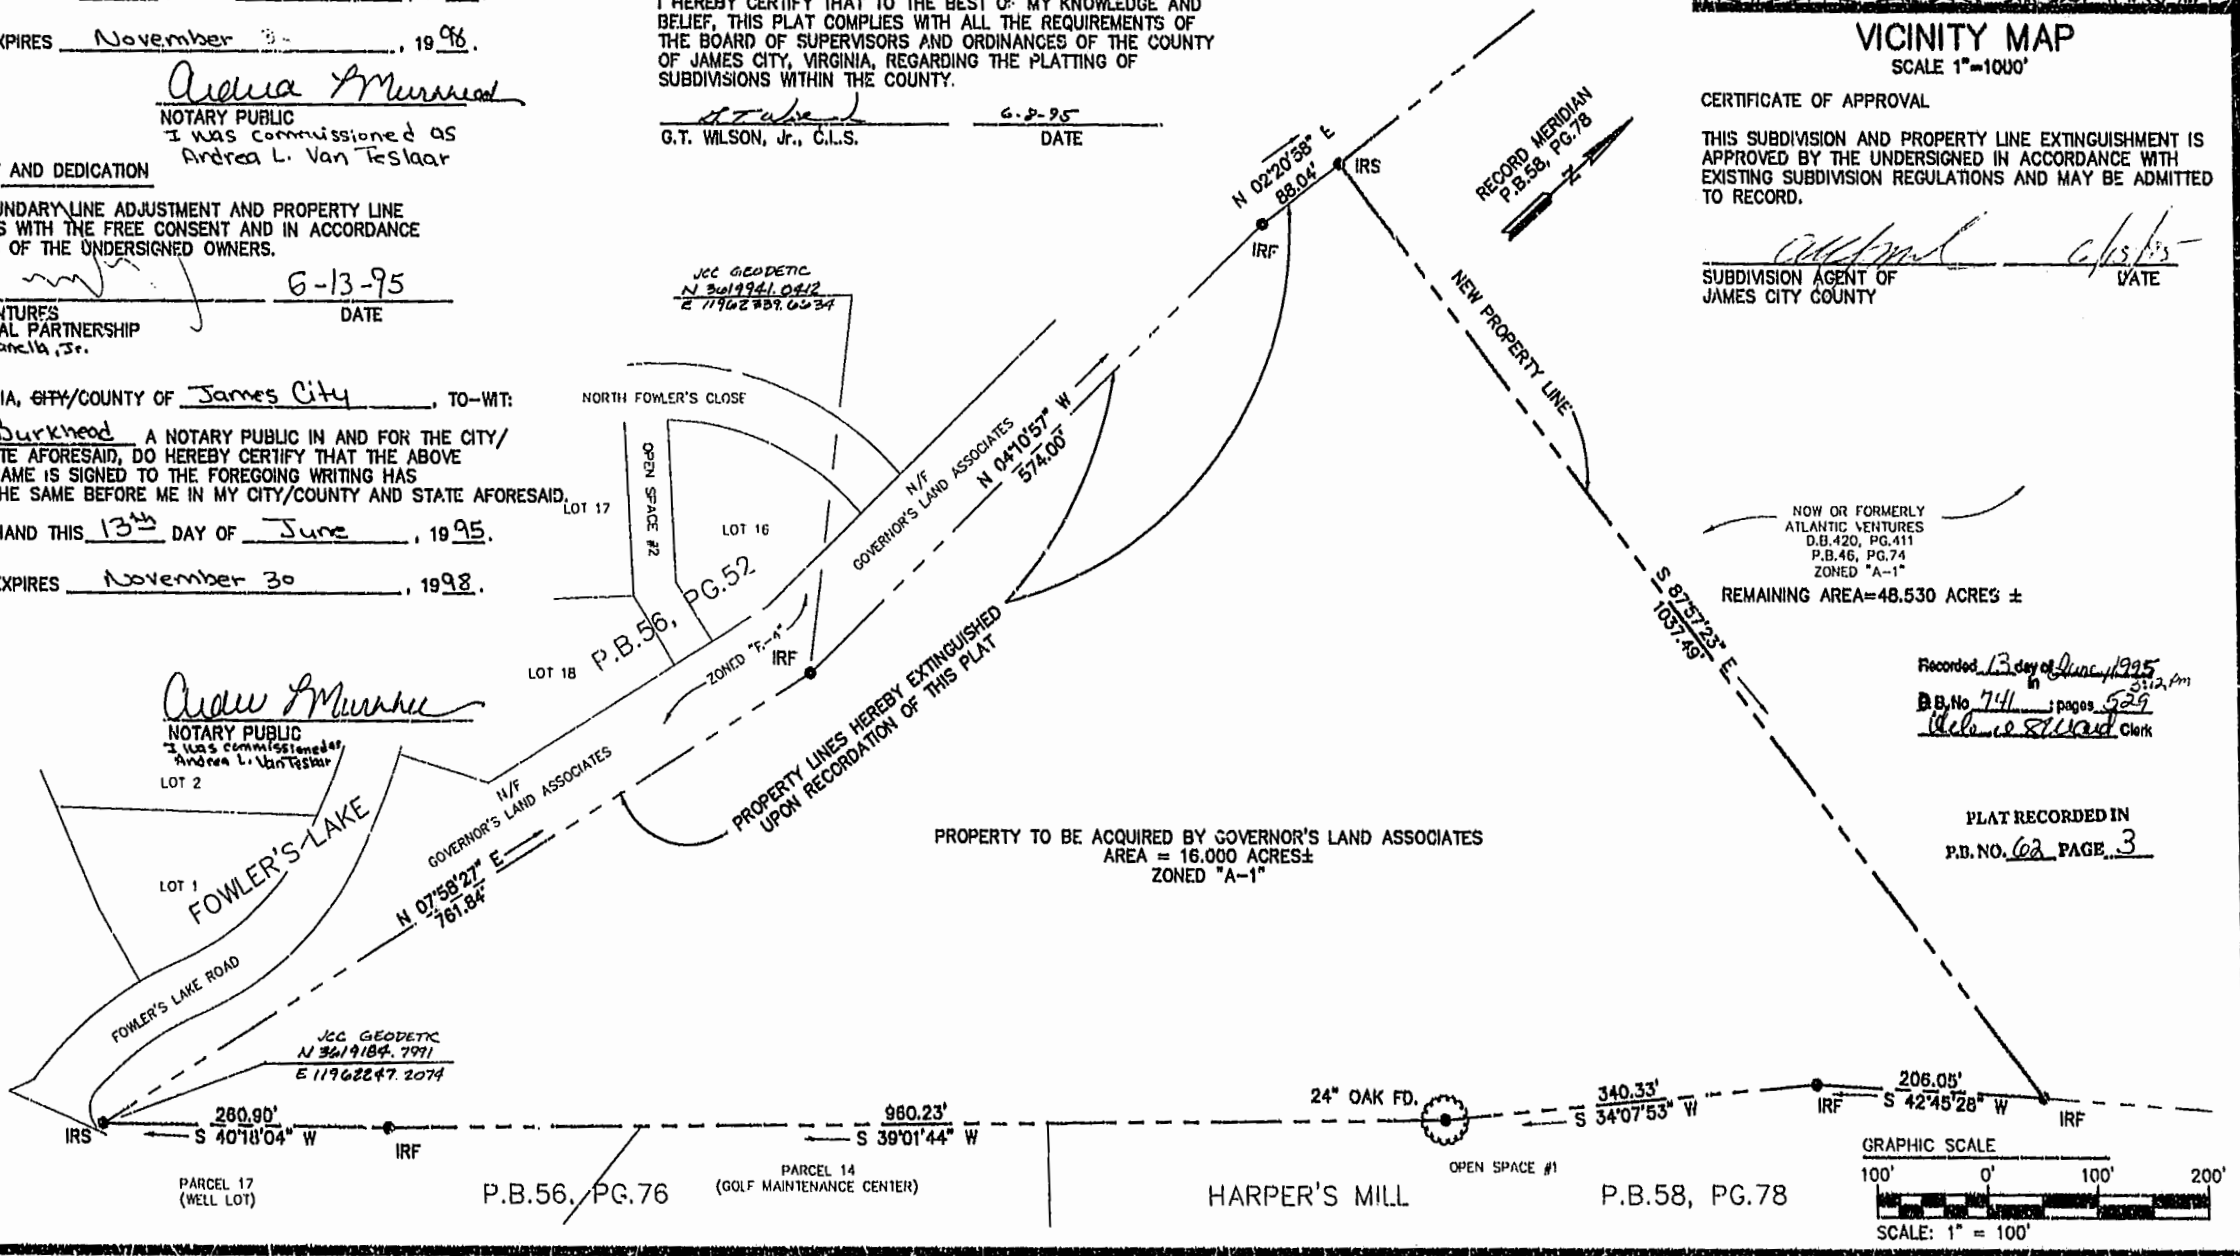 XPIRES November 3 , 19 98.
NOTARY PUBLIC
I was commissioned as
Andrea L. Van Teslaar
AND DEDICATION
UNDARY LINE ADJUSTMENT AND PROPERTY LINE
S WITH THE FREE CONSENT AND IN ACCORDANCE
OF THE UNDERSIGNED OWNERS.
6-13-95
NTURES
DATE
AL PARTNERSHIP
anella, Jr.
IA, CITY/COUNTY OF James City , TO-WIT:
Burkhead A NOTARY PUBLIC IN AND FOR THE CITY/
TE AFORESAID, DO HEREBY CERTIFY THAT THE ABOVE
AME IS SIGNED TO THE FOREGOING WRITING HAS
HE SAME BEFORE ME IN MY CITY/COUNTY AND STATE AFORESAID.
HAND THIS 13th DAY OF June , 19 95.
EXPIRES November 30 , 19 98.
NOTARY PUBLIC
I was commissioned as
Andrea L. Van Teslaar
I HEREBY CERTIFY THAT TO THE BEST OF MY KNOWLEDGE AND
BELIEF, THIS PLAT COMPLIES WITH ALL THE REQUIREMENTS OF
THE BOARD OF SUPERVISORS AND ORDINANCES OF THE COUNTY
OF JAMES CITY, VIRGINIA, REGARDING THE PLATTING OF
SUBDIVISIONS WITHIN THE COUNTY.
6-8-95
G.T. WILSON, Jr., C.L.S.
DATE
VICINITY MAP
SCALE 1"=1000'
CERTIFICATE OF APPROVAL
THIS SUBDIVISION AND PROPERTY LINE EXTINGUISHMENT IS
APPROVED BY THE UNDERSIGNED IN ACCORDANCE WITH
EXISTING SUBDIVISION REGULATIONS AND MAY BE ADMITTED
TO RECORD.
6/15/95
SUBDIVISION AGENT OF
DATE
JAMES CITY COUNTY
RECORD MERIDIAN
P.B.58, PG.78
N
N 02°20'58" E
88.04'
IRS
IRF
NEW PROPERTY LINE
JCC GEODETIC
N 3619941.0412
E 11962339.6634
NORTH FOWLER'S CLOSE
OPEN SPACE #2
LOT 17
LOT 16
LOT 18
P.B.56, PG.52
N/F
GOVERNOR'S LAND ASSOCIATES
N 04°10'57" W
574.00'
ZONED "R-4"
IRF
PROPERTY LINES HEREBY EXTINGUISHED
UPON RECORDATION OF THIS PLAT
NOW OR FORMERLY
ATLANTIC VENTURES
D.B.420, PG.411
P.B.46, PG.74
ZONED "A-1"
REMAINING AREA=48.530 ACRES ±
S 87°57'23" E
1037.49'
Recorded 13 day of June, 1995
in 3:12 pm
D.B. No 741 ; pages 529
Clerk
PLAT RECORDED IN
P.B. NO. 62 PAGE 3
LOT 2
LOT 1
FOWLER'S LAKE
FOWLER'S LAKE ROAD
N/F
GOVERNOR'S LAND ASSOCIATES
N 07°58'27" E
761.84'
PROPERTY TO BE ACQUIRED BY GOVERNOR'S LAND ASSOCIATES
AREA = 16.000 ACRES±
ZONED "A-1"
JCC GEODETIC
N 3619184.7991
E 11962247.2074
IRS
260.90'
S 40°18'04" W
IRF
960.23'
S 39°01'44" W
24" OAK FD.
340.33'
S 34°07'53" W
IRF
206.05'
S 42°45'28" W
IRF
PARCEL 17
(WELL LOT)
P.B.56, PG.76
PARCEL 14
(GOLF MAINTENANCE CENTER)
HARPER'S MILL
OPEN SPACE #1
P.B.58, PG.78
GRAPHIC SCALE
100' 0' 100' 200'
SCALE: 1" = 100'